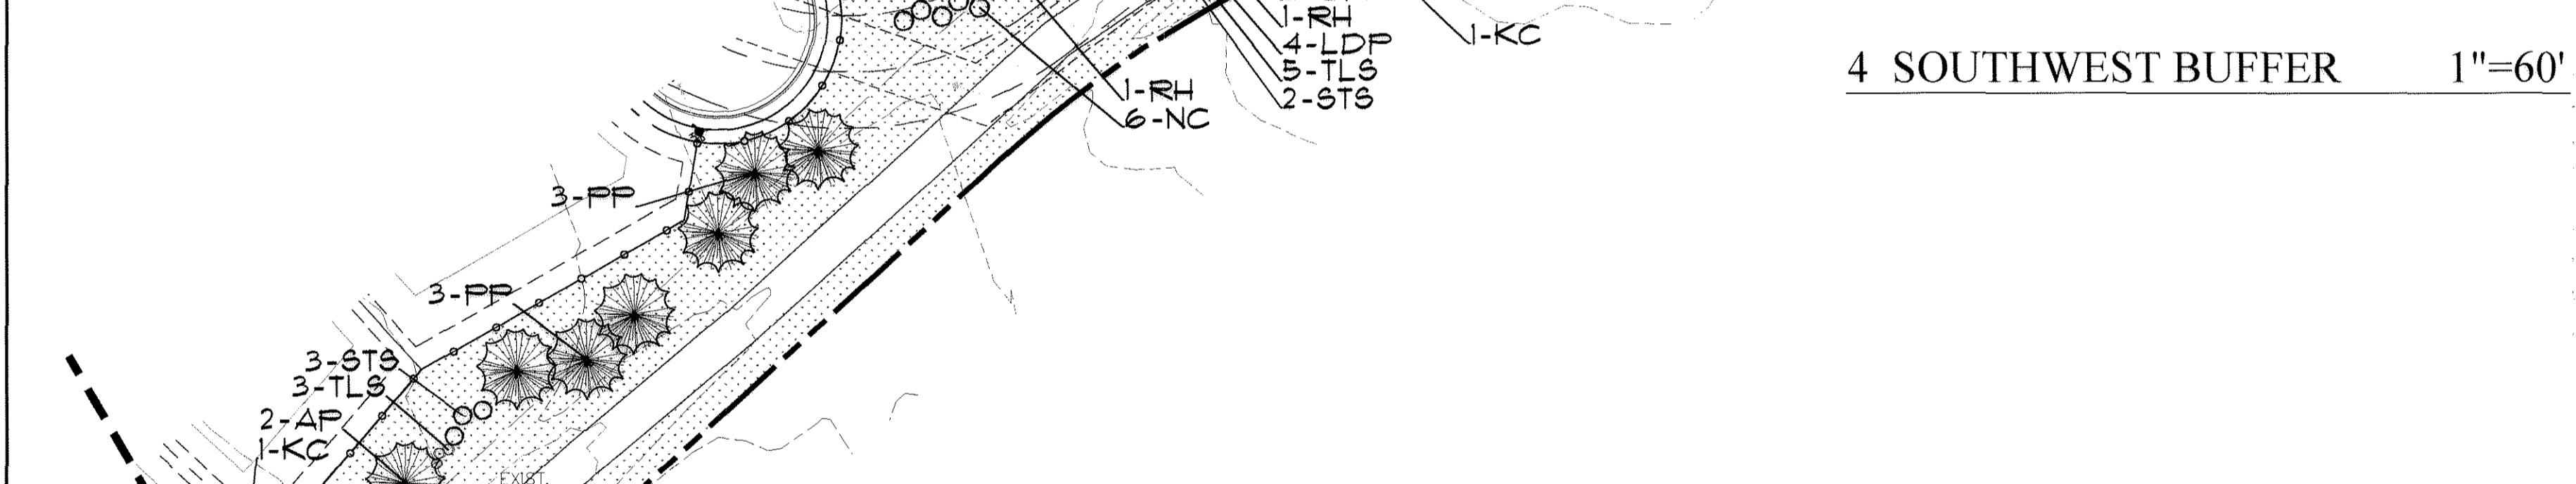 1-RH
4-LDP
5-TLS
2-STS
1-KC
4 SOUTHWEST BUFFER 1"=60'
1-RH
6-NC
3-PP
3-PP
3-STS
3-TLS
2-AP
1-KC
EXIST.